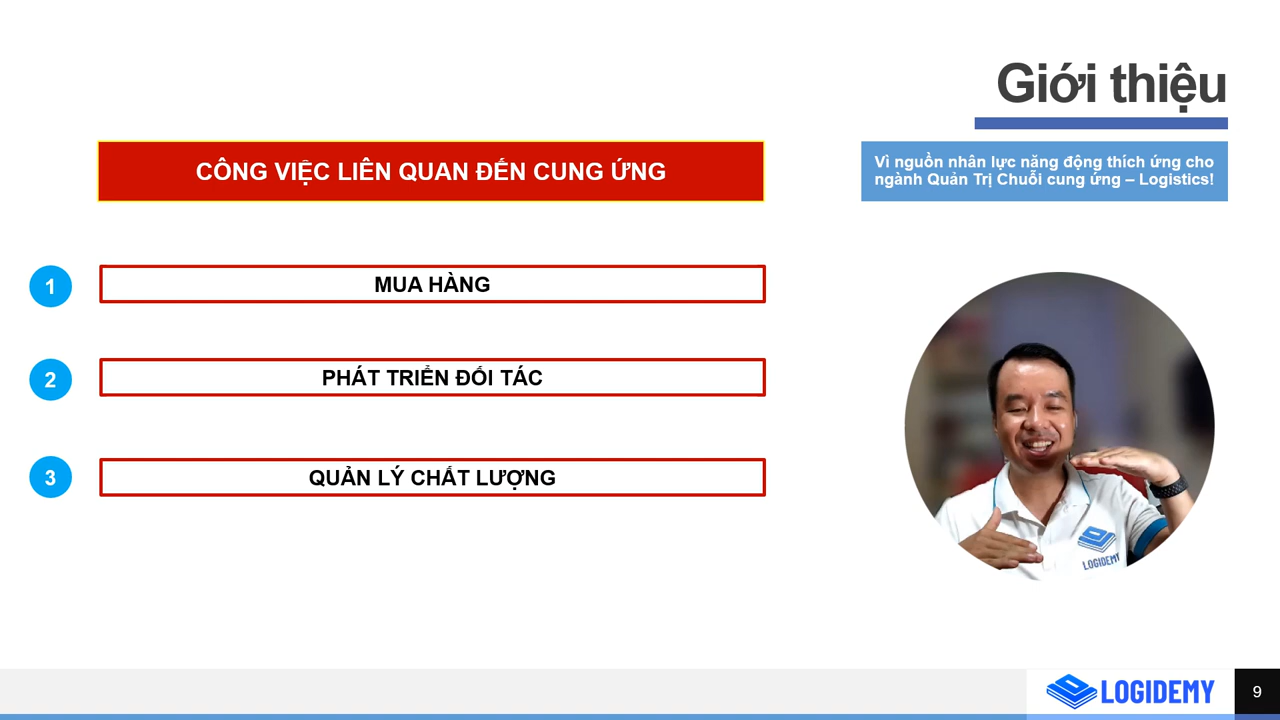 Giới thiệu
CÔNG VIỆC LIÊN QUAN ĐẾN CUNG ỨNG
Vì nguồn nhân lực năng động thích ứng cho
ngành Quản Trị Chuỗi cung ứng – Logistics!
1
MUA HÀNG
2
PHÁT TRIỂN ĐỐI TÁC
3
QUẢN LÝ CHẤT LƯỢNG
LOGIDEMY
LOGIDEMY
9